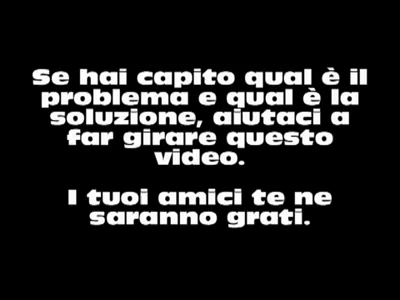 Se hai capito qual è il
problema e qual è la
soluzione, aiutaci a
far girare questo
video.
I tuoi amici te ne
saranno grati.